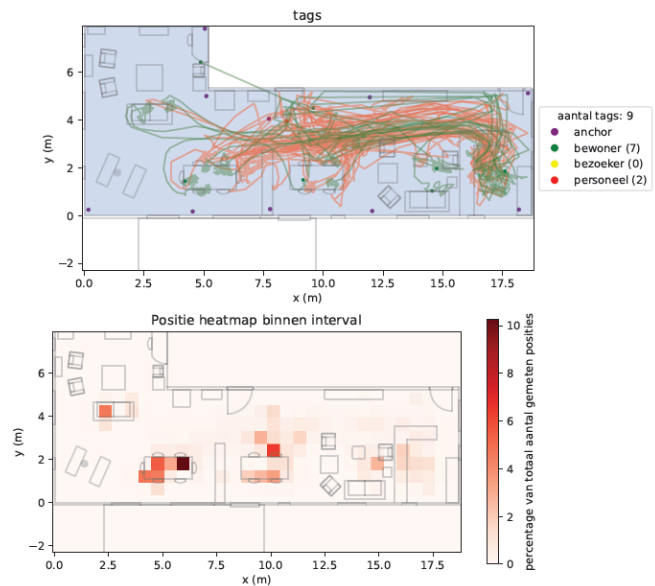 tags
6
4
2
0
−2
y (m)
0.0 2.5 5.0 7.5 10.0 12.5 15.0 17.5
x (m)
aantal tags: 9
anchor
bewoner (7)
bezoeker (0)
personeel (2)
Positie heatmap binnen interval
6
4
2
0
−2
y (m)
0.0 2.5 5.0 7.5 10.0 12.5 15.0 17.5
x (m)
10
8
6
4
2
0
percentage van totaal aantal gemeten posities